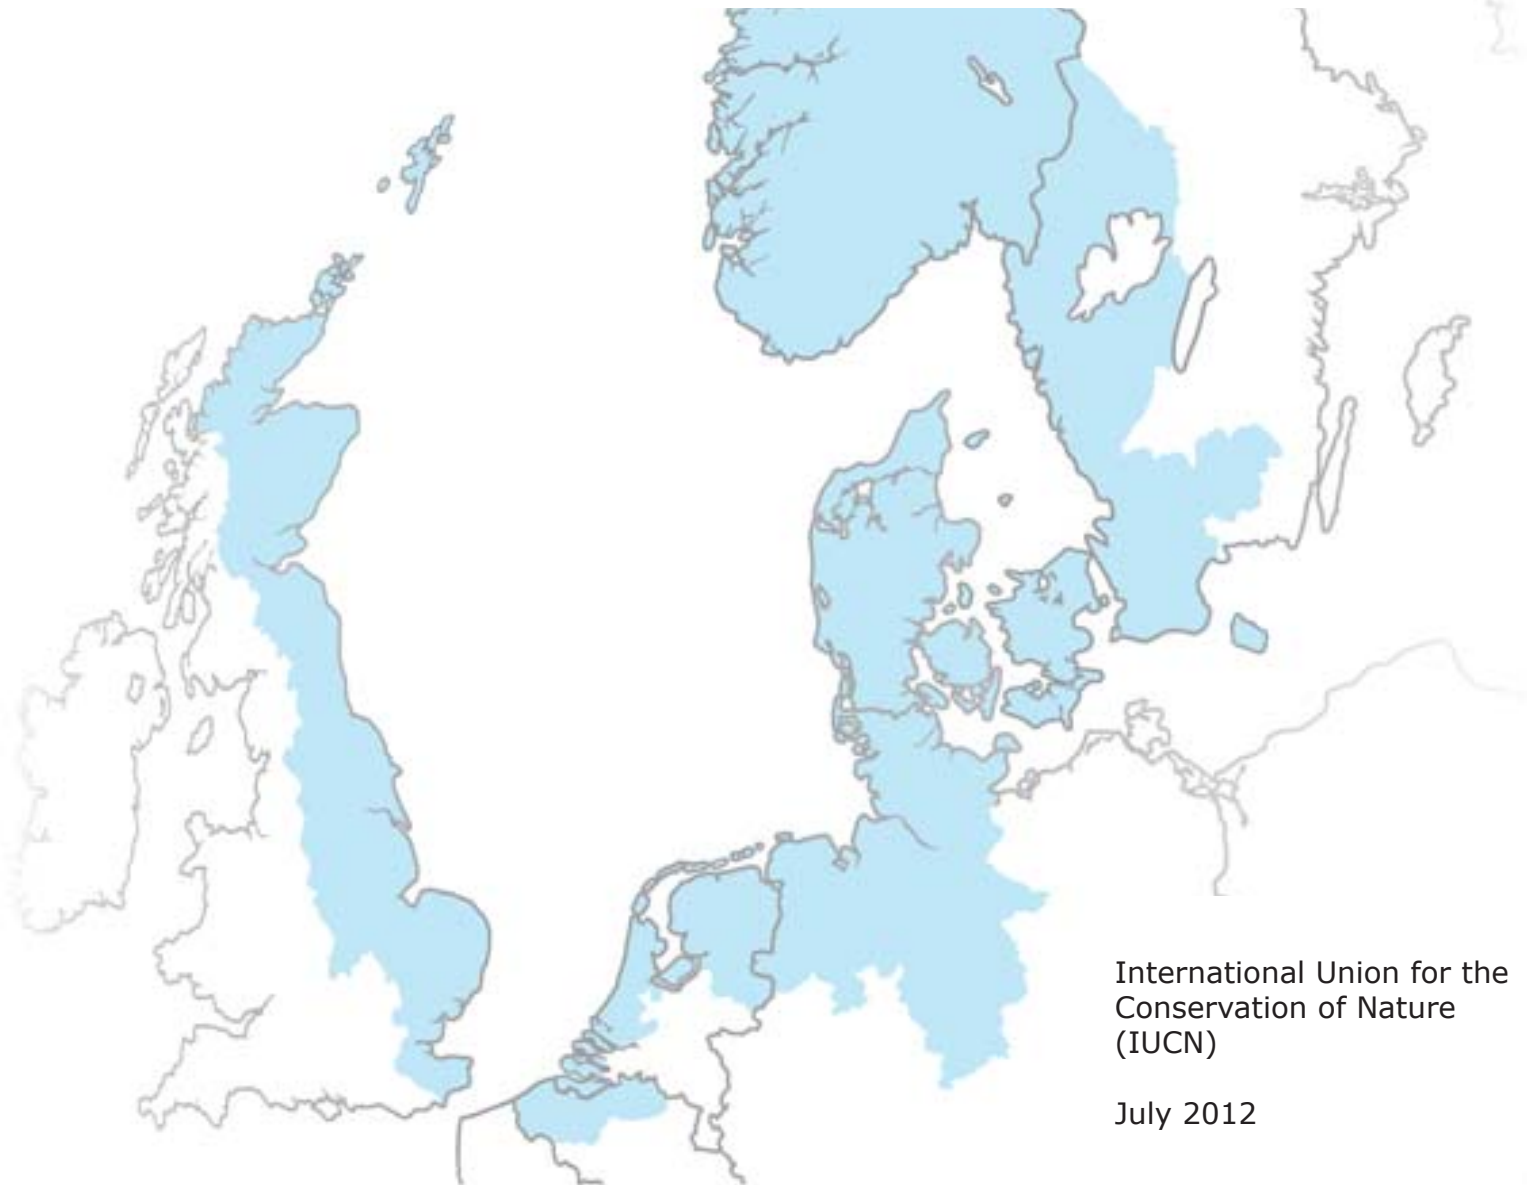 International Union for the
Conservation of Nature
(IUCN)
July 2012